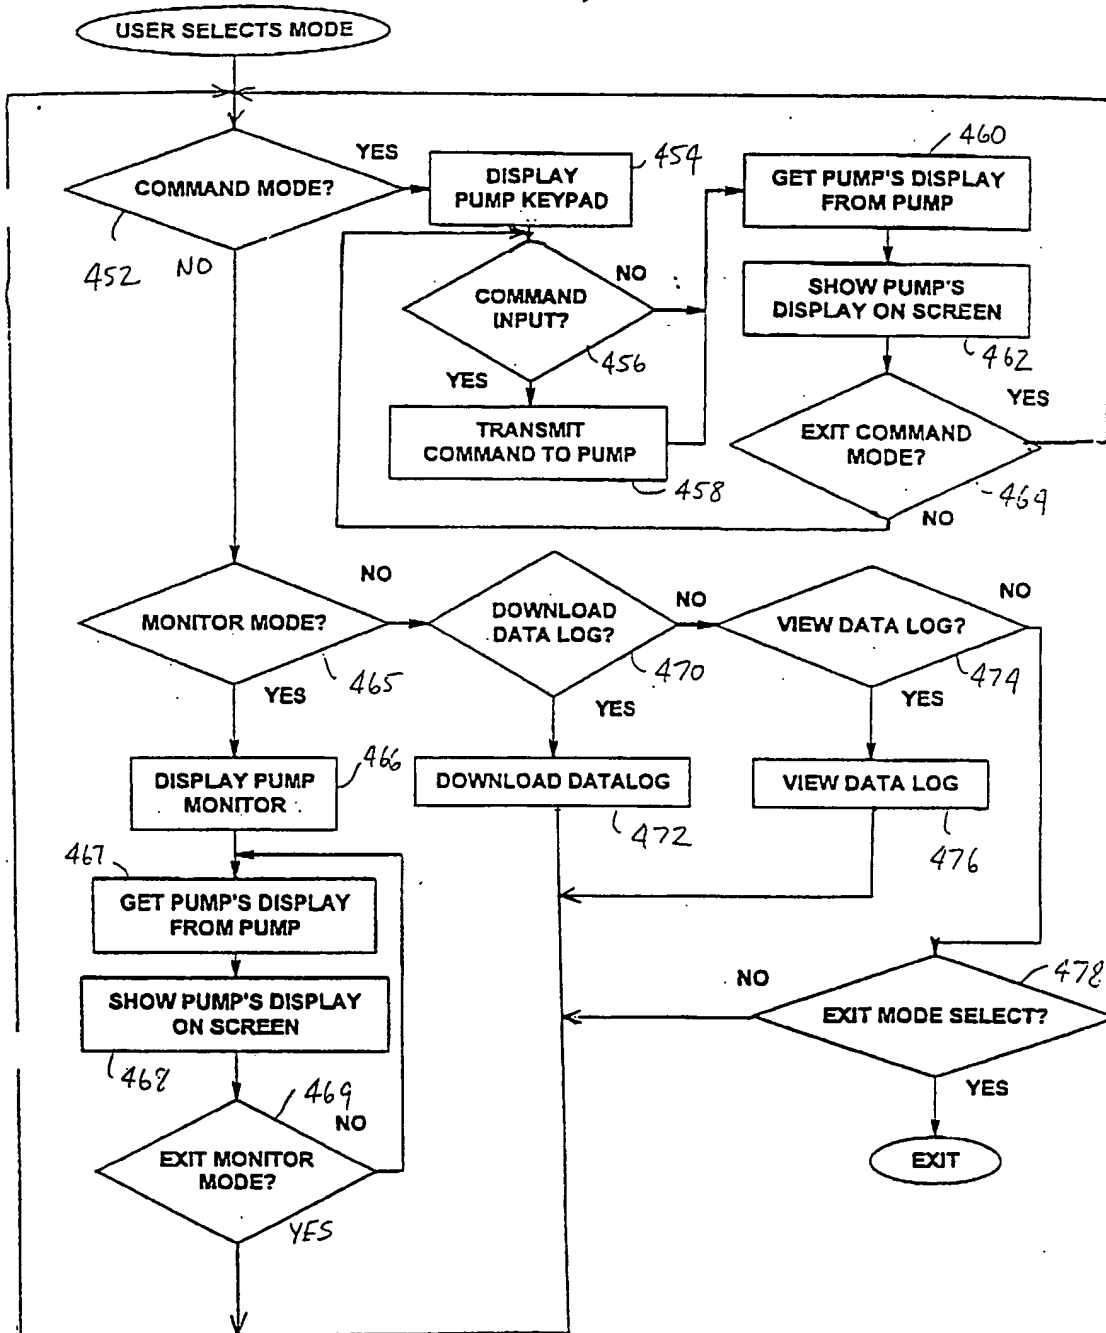 USER SELECTS MODE
COMMAND MODE?
YES
452
NO
DISPLAY
PUMP KEYPAD
454
COMMAND
INPUT?
NO
456
YES
TRANSMIT
COMMAND TO PUMP
458
460
GET PUMP'S DISPLAY
FROM PUMP
SHOW PUMP'S
DISPLAY ON SCREEN
462
EXIT COMMAND
MODE?
YES
464
NO
MONITOR MODE?
NO
465
YES
DOWNLOAD
DATA LOG?
NO
470
YES
VIEW DATA LOG?
NO
474
YES
DISPLAY PUMP
MONITOR
466
DOWNLOAD DATALOG
472
VIEW DATA LOG
476
467
GET PUMP'S DISPLAY
FROM PUMP
SHOW PUMP'S DISPLAY
ON SCREEN
468
469
EXIT MONITOR
MODE?
NO
YES
EXIT MODE SELECT?
NO
478
YES
EXIT